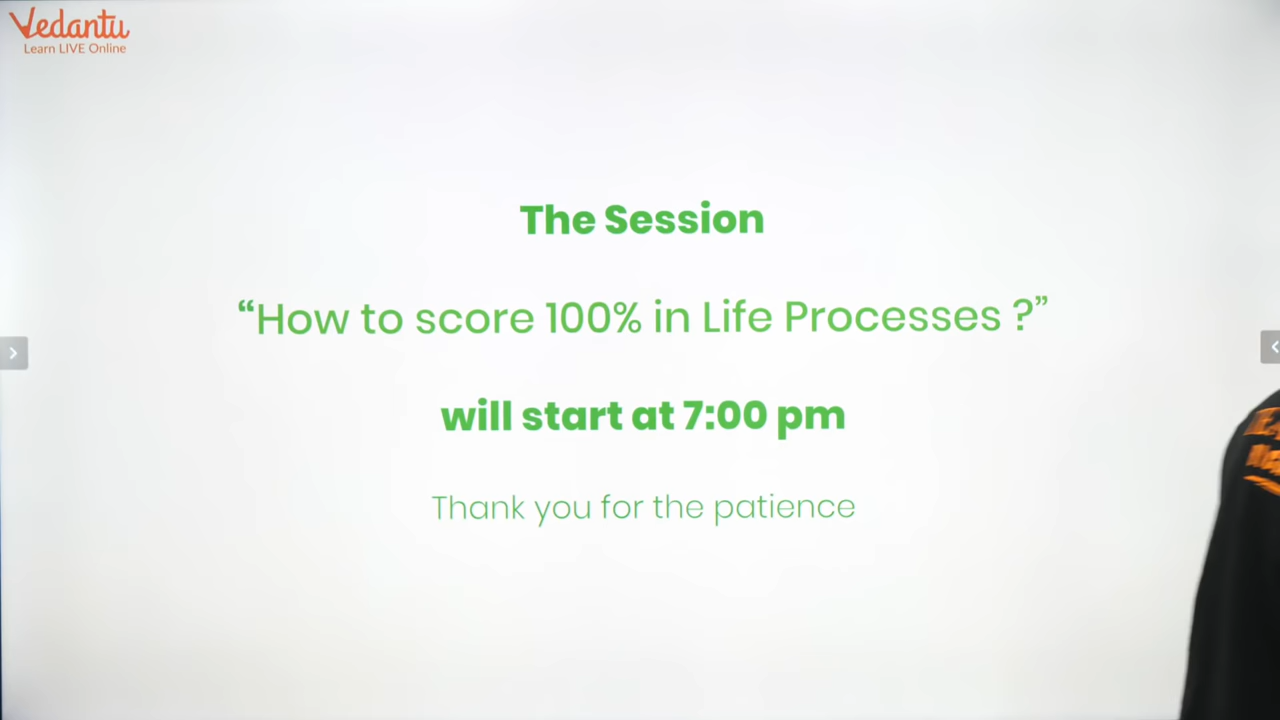 Vedantu
Learn LIVE Online
The Session
“How to score 100% in Life Processes ?”
will start at 7:00 pm
Thank you for the patience